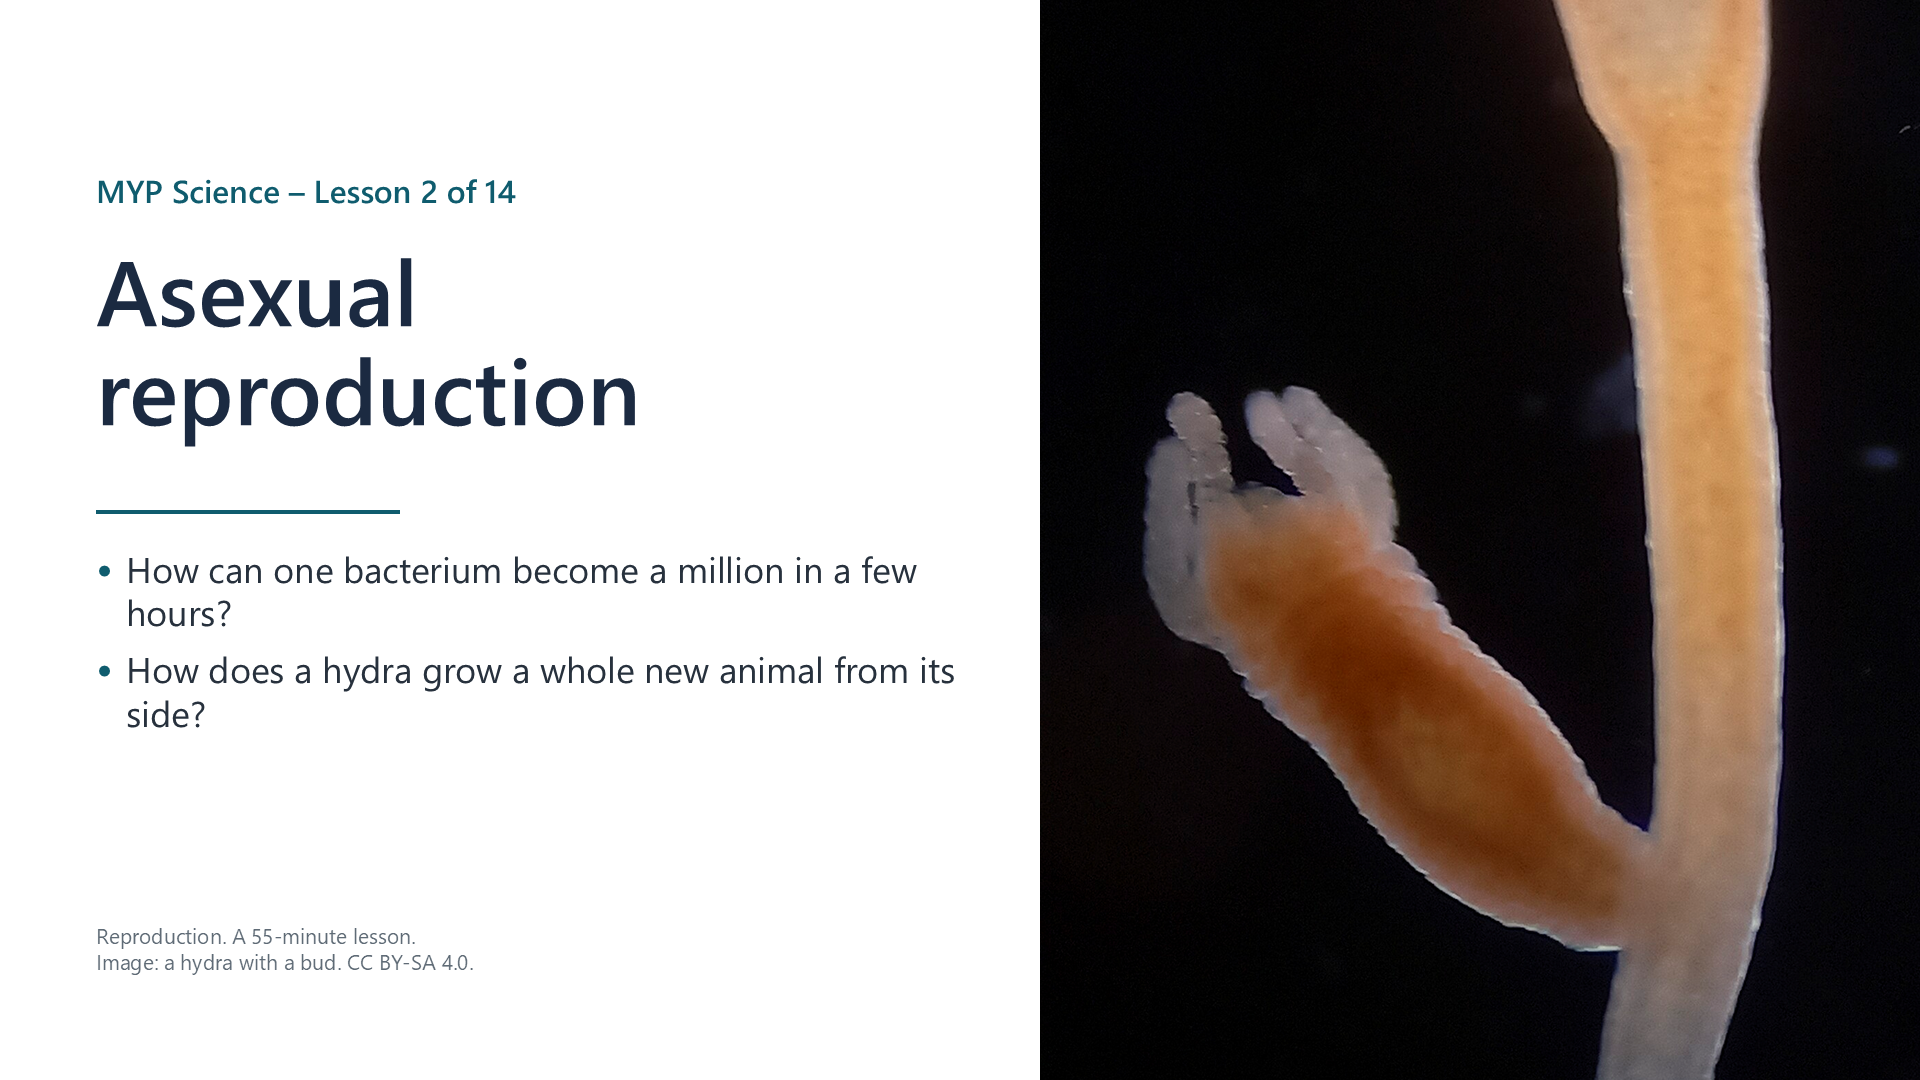 MYP Science – Lesson 2 of 14
Asexual
reproduction
• How can one bacterium become a million in a few
hours?
• How does a hydra grow a whole new animal from its
side?
Reproduction. A 55-minute lesson.
Image: a hydra with a bud. CC BY-SA 4.0.